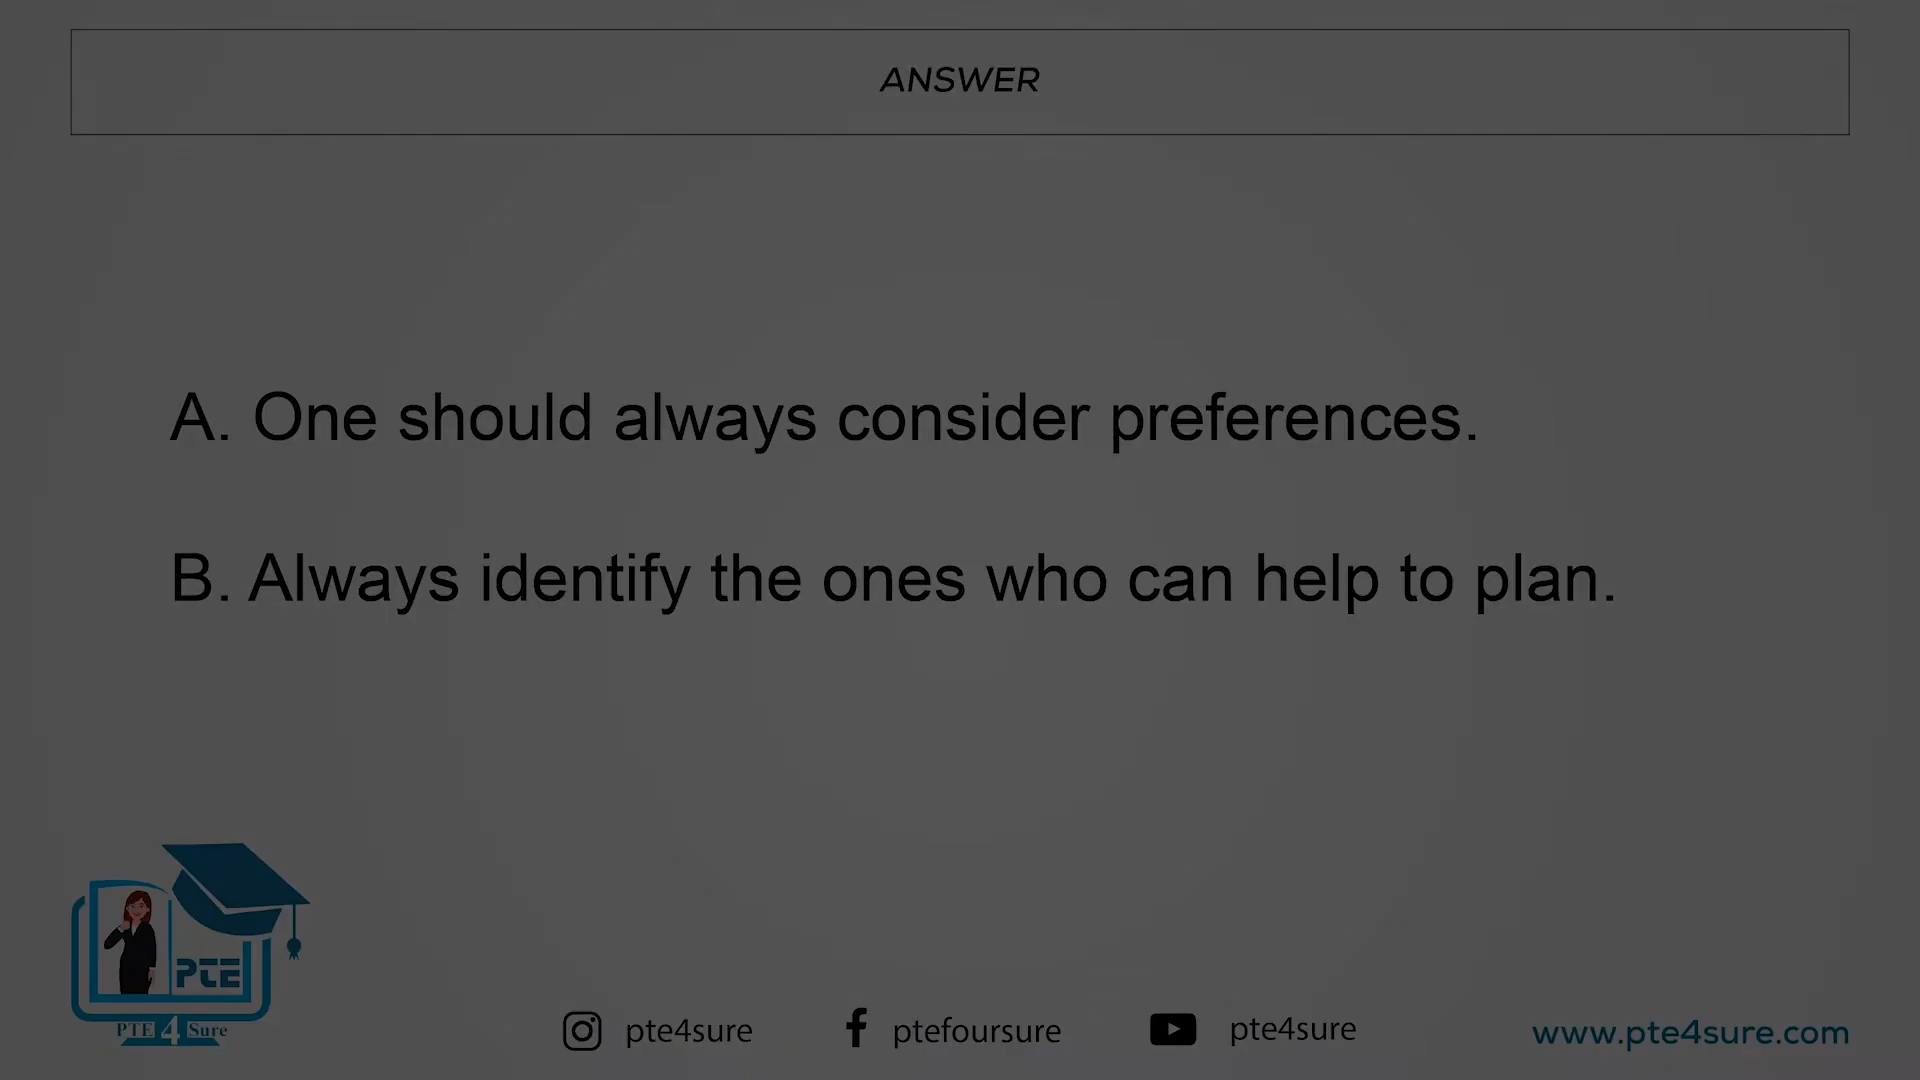 ANSWER
A. One should always consider preferences.
B. Always identify the ones who can help to plan.
PTE
PTE 4 Sure
pte4sure
ptefoursure
pte4sure
www.pte4sure.com